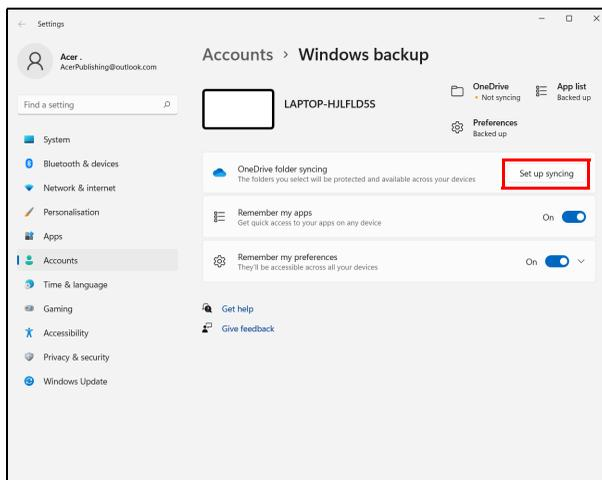 Settings
Acer .
AcerPublishing@outlook.com
Find a setting
System
Bluetooth & devices
Network & internet
Personalisation
Apps
Accounts
Time & language
Gaming
Accessibility
Privacy & security
Windows Update
Accounts > Windows backup
LAPTOP-HJLFLD5S
OneDrive
• Not syncing
App list
Backed up
Preferences
Backed up
OneDrive folder syncing
The folders you select will be protected and available across your devices
Set up syncing
Remember my apps
Get quick access to your apps on any device
On
Remember my preferences
They'll be accessible across all your devices
On
Get help
Give feedback